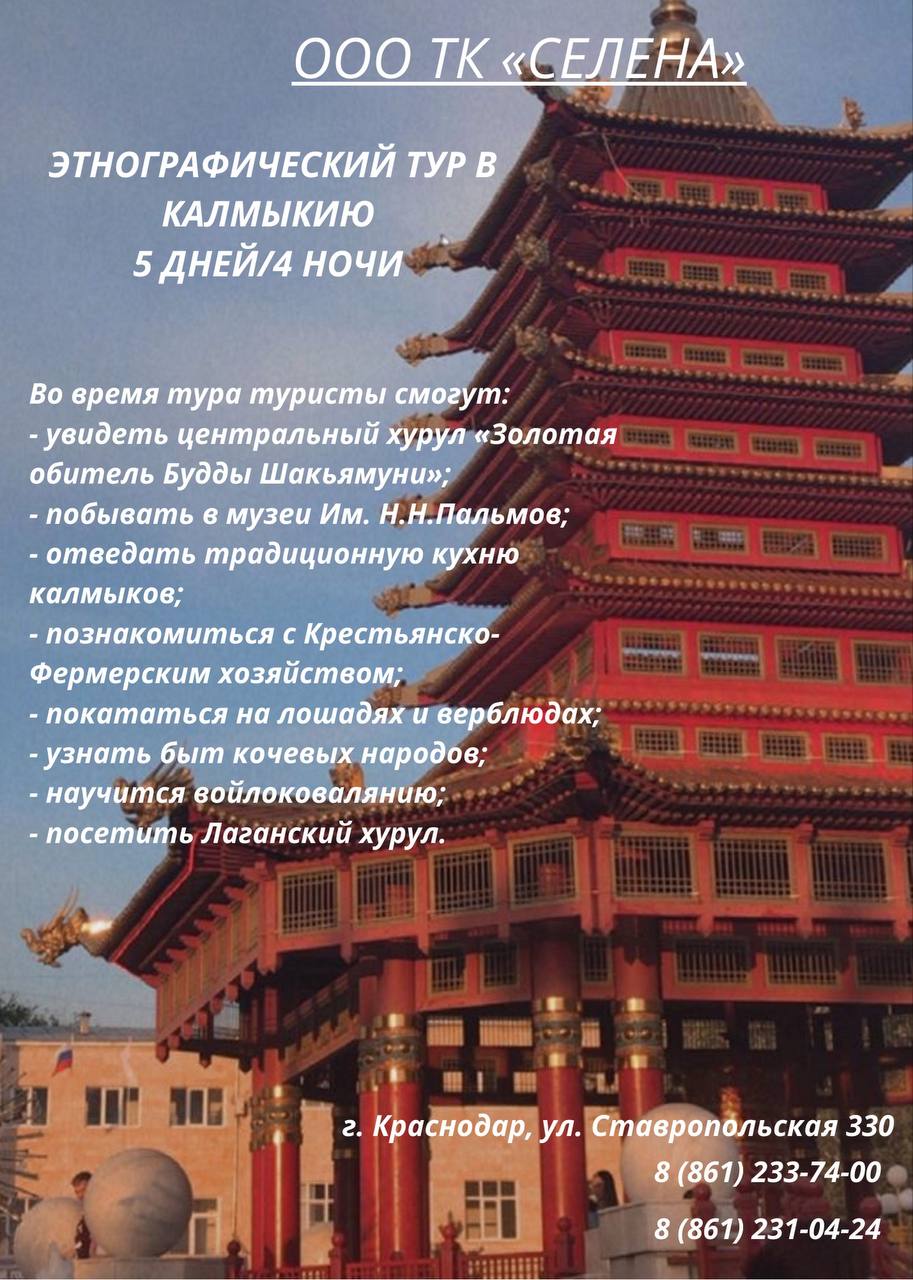 ООО ТК «СЕЛЕНА»
ЭТНОГРАФИЧЕСКИЙ ТУР В
КАЛМЫКИЮ
5 ДНЕЙ/4 НОЧИ
Во время тура туристы смогут:
- увидеть центральный хурул «Золотая
обитель Будды Шакьямуни»;
- побывать в музеи Им. Н.Н.Пальмов;
- отведать традиционную кухню
калмыков;
- познакомиться с Крестьянско-
Фермерским хозяйством;
- покататься на лошадях и верблюдах;
- узнать быт кочевых народов;
- научится войлоковалянию;
- посетить Лаганский хурул.
г. Краснодар, ул. Ставропольская 330
8 (861) 233-74-00
8 (861) 231-04-24